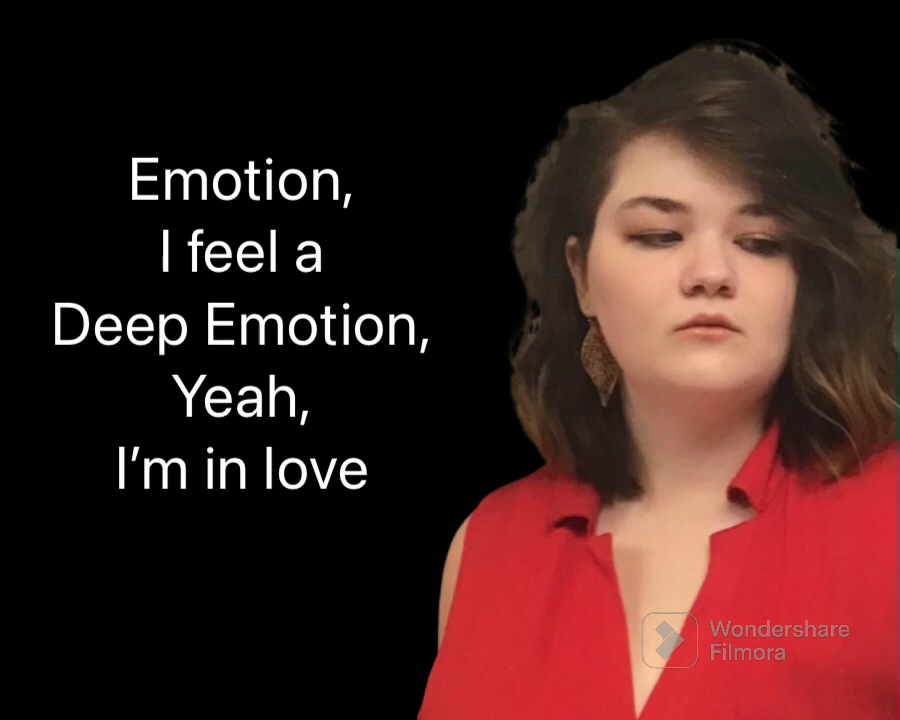 Emotion,
I feel a
Deep Emotion,
Yeah,
I’m in love
Wondershare
Filmora